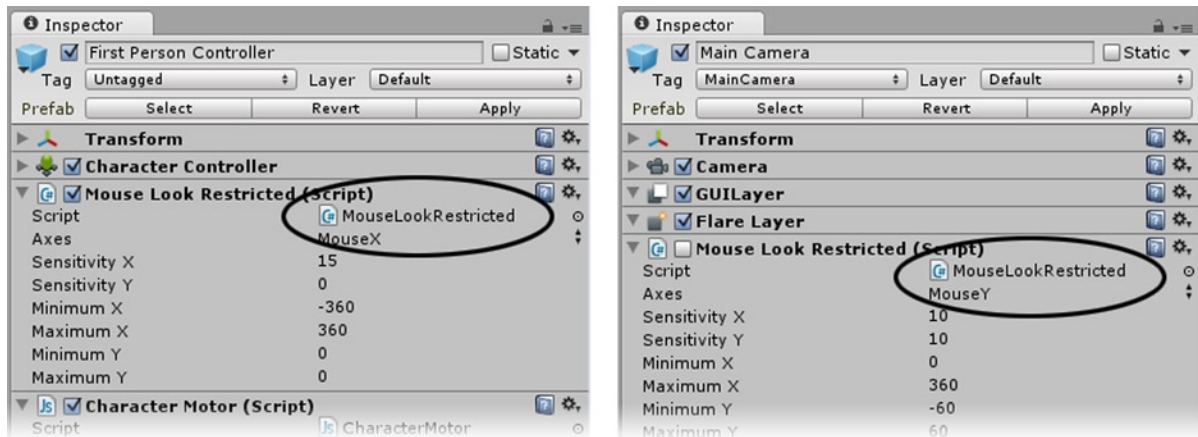 Inspector
First Person Controller Static
Tag Untagged Layer Default
Prefab Select Revert Apply
Transform
Character Controller
Mouse Look Restricted (Script)
Script MouseLookRestricted
Axes MouseX
Sensitivity X 15
Sensitivity Y 0
Minimum X -360
Maximum X 360
Minimum Y 0
Maximum Y 0
Js Character Motor (Script)
Script Js CharacterMotor
Inspector
Main Camera Static
Tag MainCamera Layer Default
Prefab Select Revert Apply
Transform
Camera
GUILayer
Flare Layer
Mouse Look Restricted (Script)
Script MouseLookRestricted
Axes MouseY
Sensitivity X 10
Sensitivity Y 10
Minimum X 0
Maximum X 360
Minimum Y -60
Maximum Y 60